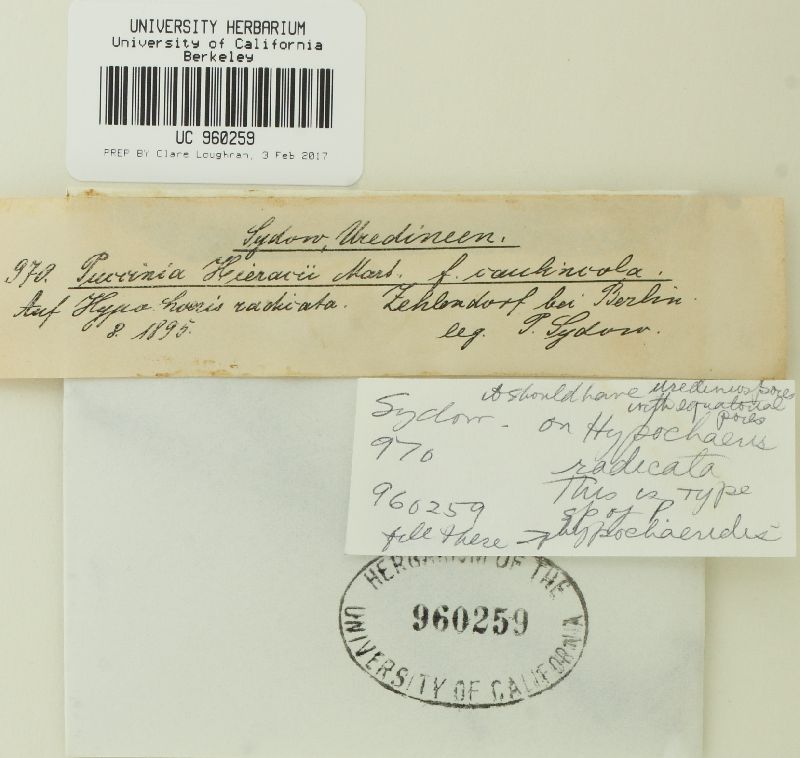 UNIVERSITY HERBARIUM
University of California
Berkeley
UC 960259
PREP BY Clare Loughran, 3 Feb 2017
Sydow, Uredineen.
970. Puccinia Hieracii Mart. f. caulincola.
Auf Hypochoeris radicata. Zehlendorf bei Berlin.
8. 1895. leg. P. Sydow.
it should have urediniospores
with equatorial
pores
Sydow - on Hypochaeris
970 radicata
This is type
960259 sp of P.
file there → hypochaeridis
HERBARIUM OF THE
960259
UNIVERSITY OF CALIFORNIA